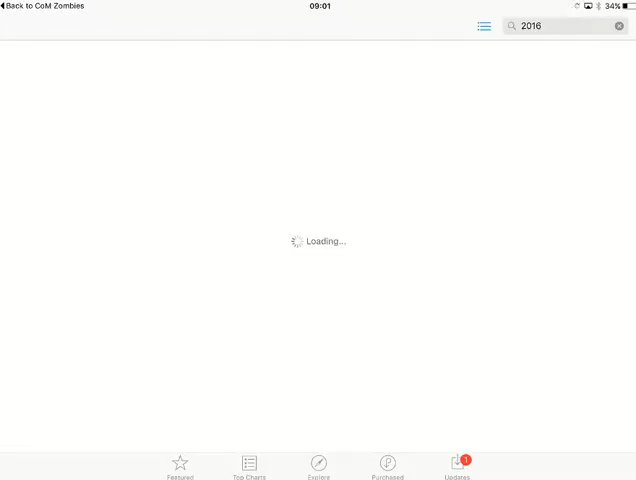 Back to CoM Zombies
09:01
34%
2016
Loading...
Featured
Top Charts
Explore
Purchased
Updates
1